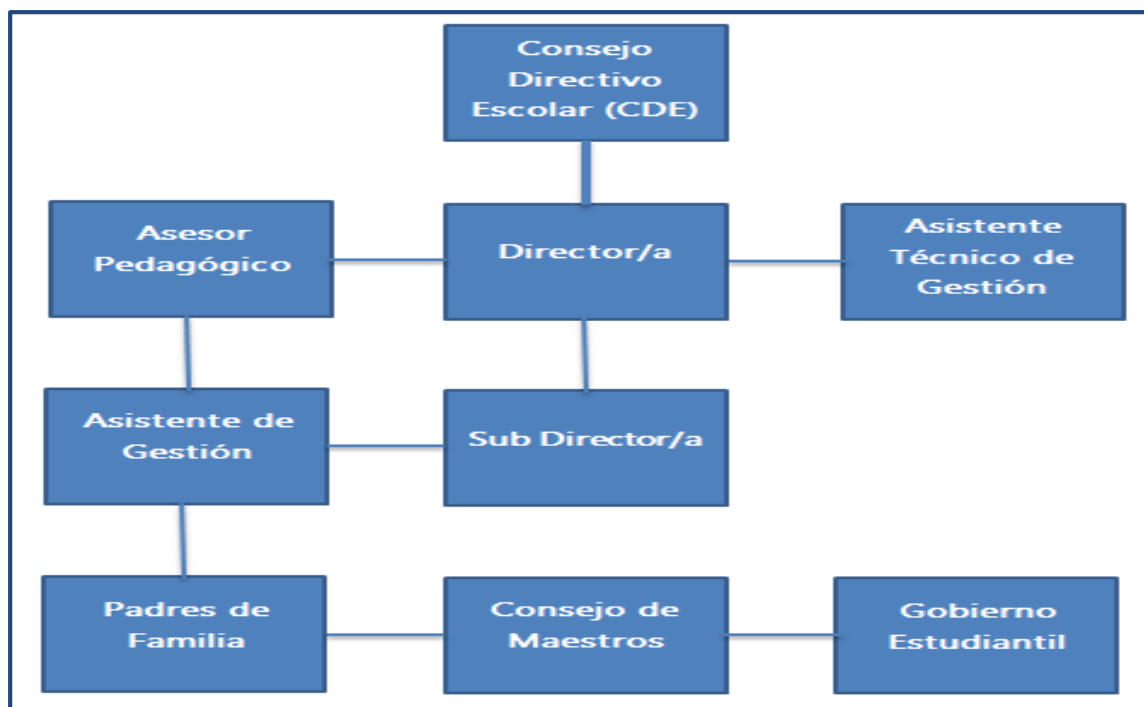 Consejo
Directivo
Escolar (CDE)
Asesor
Pedagógico
Director/a
Asistente
Técnico de
Gestión
Asistente de
Gestión
Sub Director/a
Padres de
Familia
Consejo de
Maestros
Gobierno
Estudiantil